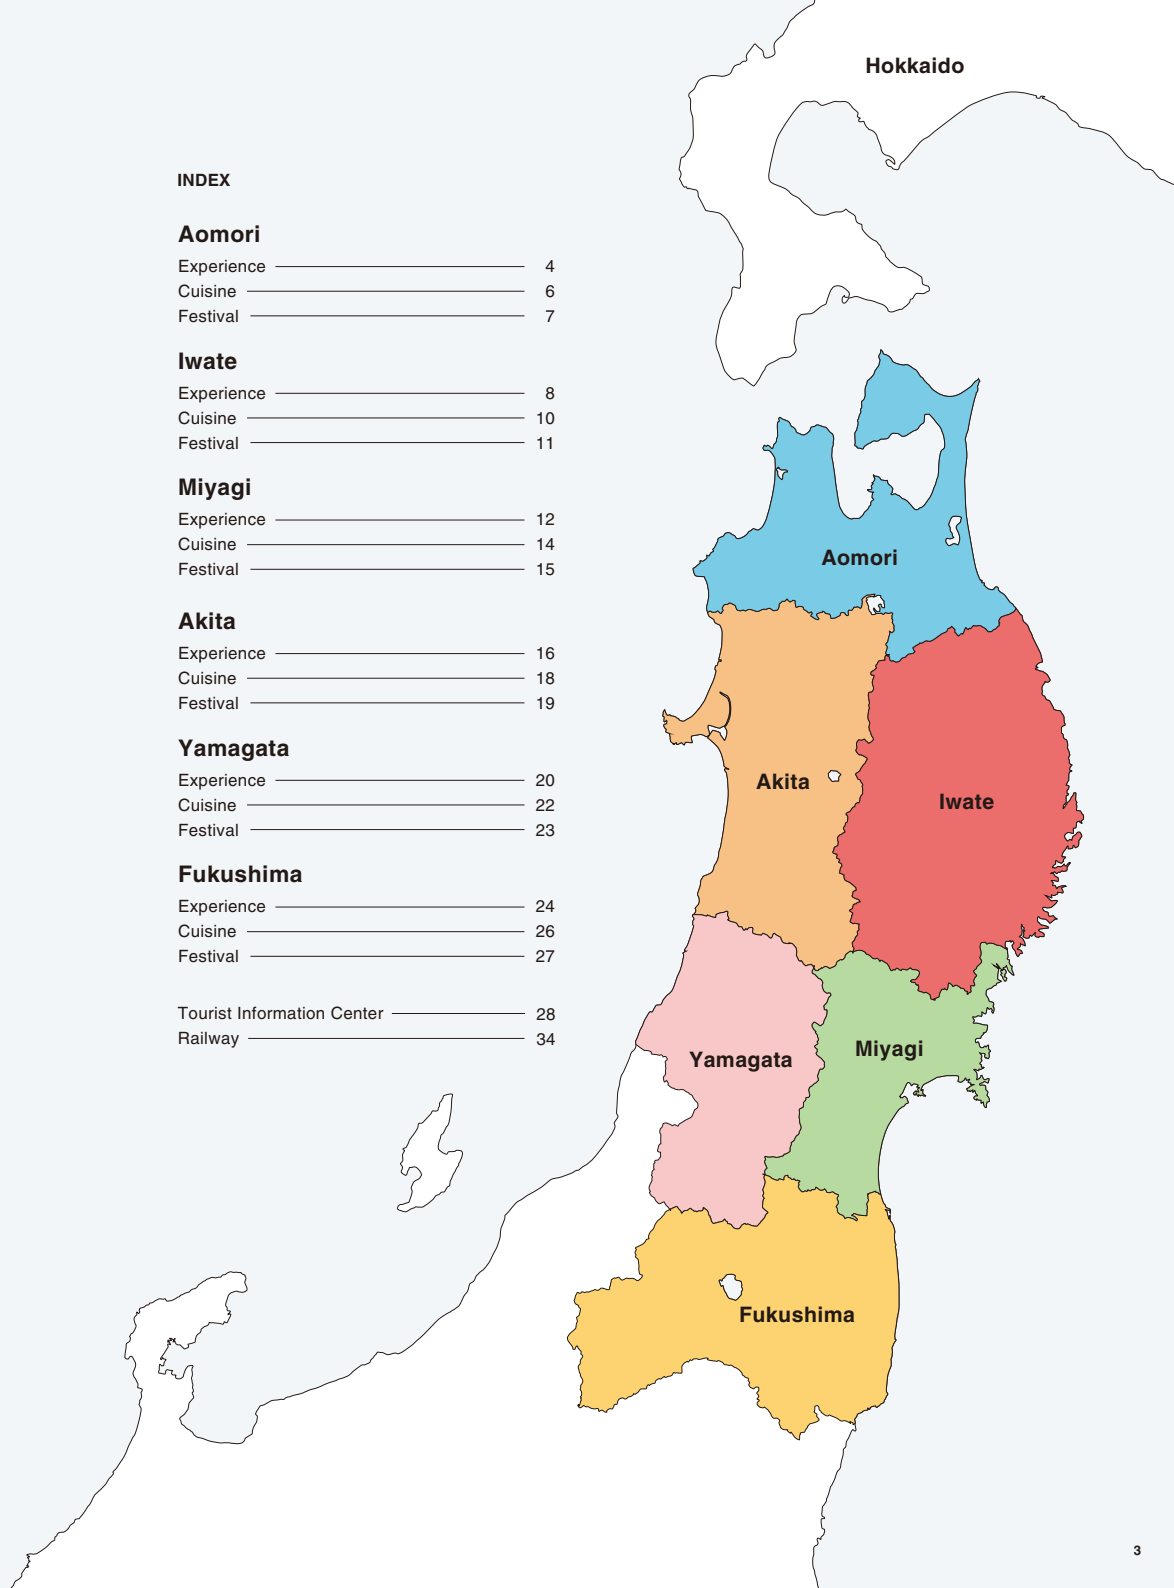 INDEX
Aomori
Experience 4
Cuisine 6
Festival 7
Iwate
Experience 8
Cuisine 10
Festival 11
Miyagi
Experience 12
Cuisine 14
Festival 15
Akita
Experience 16
Cuisine 18
Festival 19
Yamagata
Experience 20
Cuisine 22
Festival 23
Fukushima
Experience 24
Cuisine 26
Festival 27
Tourist Information Center 28
Railway 34
Hokkaido
Aomori
Akita
Iwate
Yamagata
Miyagi
Fukushima
3